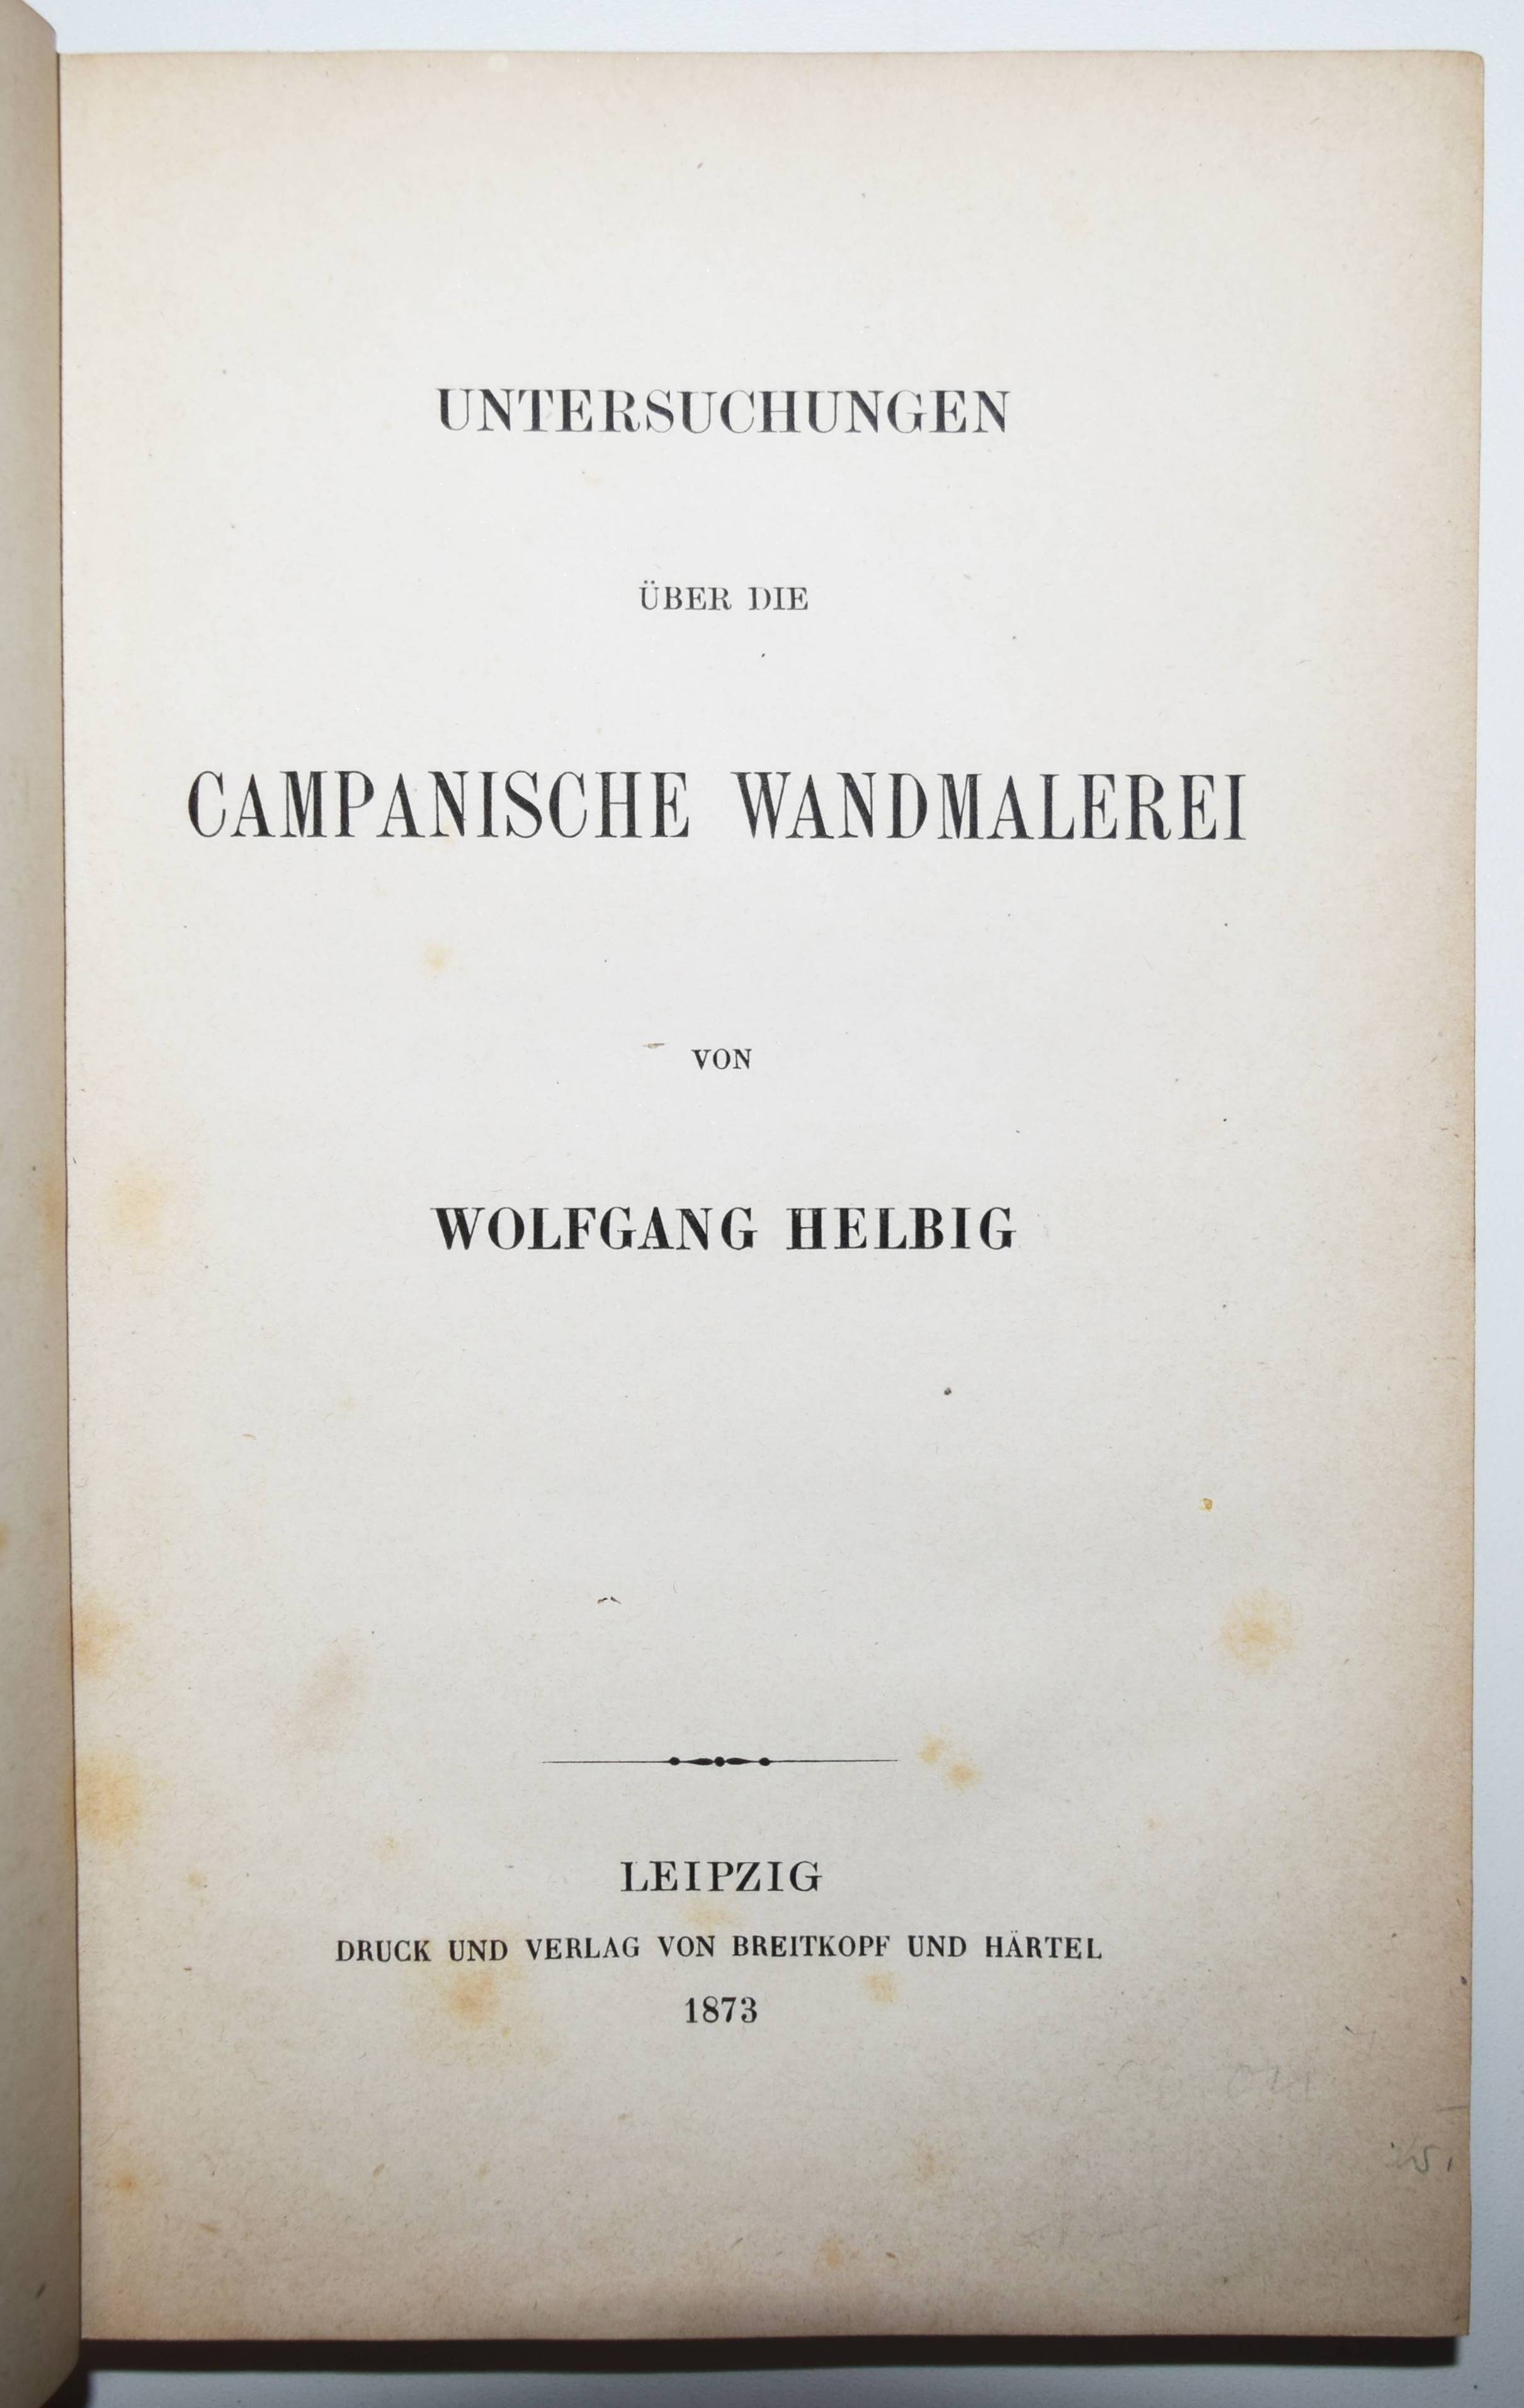 UNTERSUCHUNGEN
ÜBER DIE
CAMPANISCHE WANDMALEREI
VON
WOLFGANG HELBIG
LEIPZIG
DRUCK UND VERLAG VON BREITKOPF UND HÄRTEL
1873